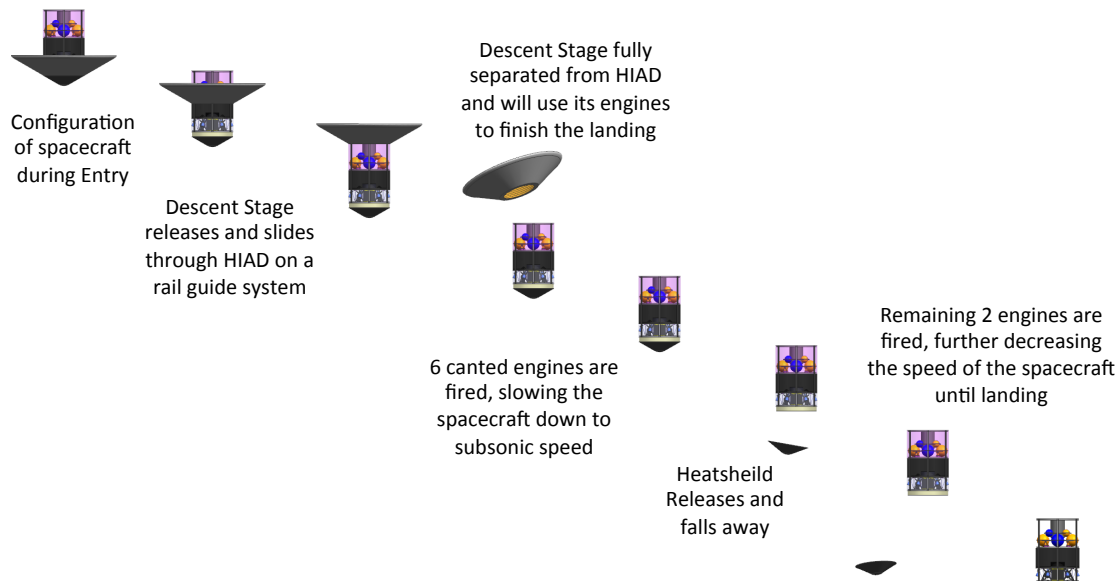 Configuration
of spacecraft
during Entry
Descent Stage
releases and slides
through HIAD on a
rail guide system
Descent Stage fully
separated from HIAD
and will use its engines
to finish the landing
6 canted engines are
fired, slowing the
spacecraft down to
subsonic speed
Heatsheild
Releases and
falls away
Remaining 2 engines are
fired, further decreasing
the speed of the spacecraft
until landing